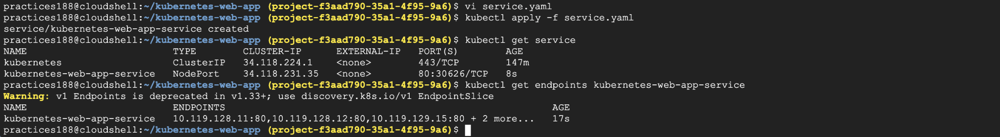 practices188@cloudshell:~/kubernetes-web-app (project-f3aad790-35a1-4f95-9a6)$ vi service.yaml
practices188@cloudshell:~/kubernetes-web-app (project-f3aad790-35a1-4f95-9a6)$ kubectl apply -f service.yaml
service/kubernetes-web-app-service created
practices188@cloudshell:~/kubernetes-web-app (project-f3aad790-35a1-4f95-9a6)$ kubectl get service
NAME                         TYPE        CLUSTER-IP      EXTERNAL-IP   PORT(S)        AGE
kubernetes                   ClusterIP   34.118.224.1    <none>        443/TCP        147m
kubernetes-web-app-service   NodePort    34.118.231.35   <none>        80:30626/TCP   8s
practices188@cloudshell:~/kubernetes-web-app (project-f3aad790-35a1-4f95-9a6)$ kubectl get endpoints kubernetes-web-app-service
Warning: v1 Endpoints is deprecated in v1.33+; use discovery.k8s.io/v1 EndpointSlice
NAME                         ENDPOINTS                                                        AGE
kubernetes-web-app-service   10.119.128.11:80,10.119.128.12:80,10.119.129.15:80 + 2 more...   17s
practices188@cloudshell:~/kubernetes-web-app (project-f3aad790-35a1-4f95-9a6)$